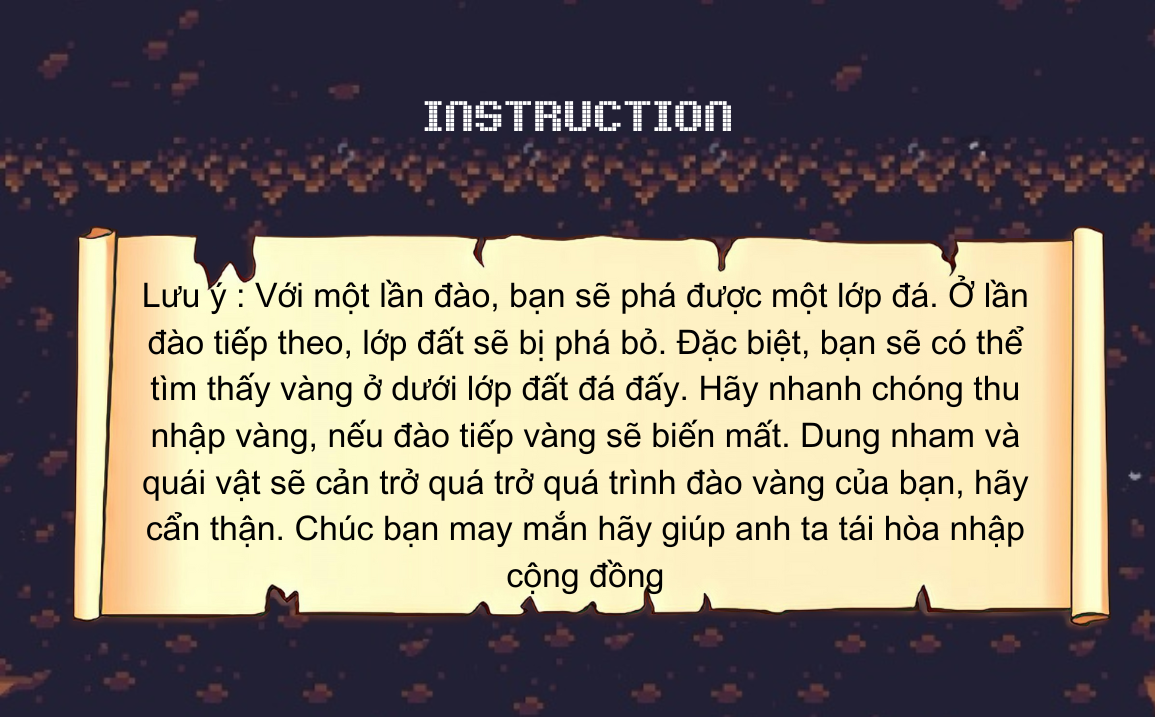 INSTRUCTION
Lưu ý : Với một lần đào, bạn sẽ phá được một lớp đá. Ở lần
đào tiếp theo, lớp đất sẽ bị phá bỏ. Đặc biệt, bạn sẽ có thể
tìm thấy vàng ở dưới lớp đất đá đấy. Hãy nhanh chóng thu
nhập vàng, nếu đào tiếp vàng sẽ biến mất. Dung nham và
quái vật sẽ cản trở quá trở quá trình đào vàng của bạn, hãy
cẩn thận. Chúc bạn may mắn hãy giúp anh ta tái hòa nhập
cộng đồng